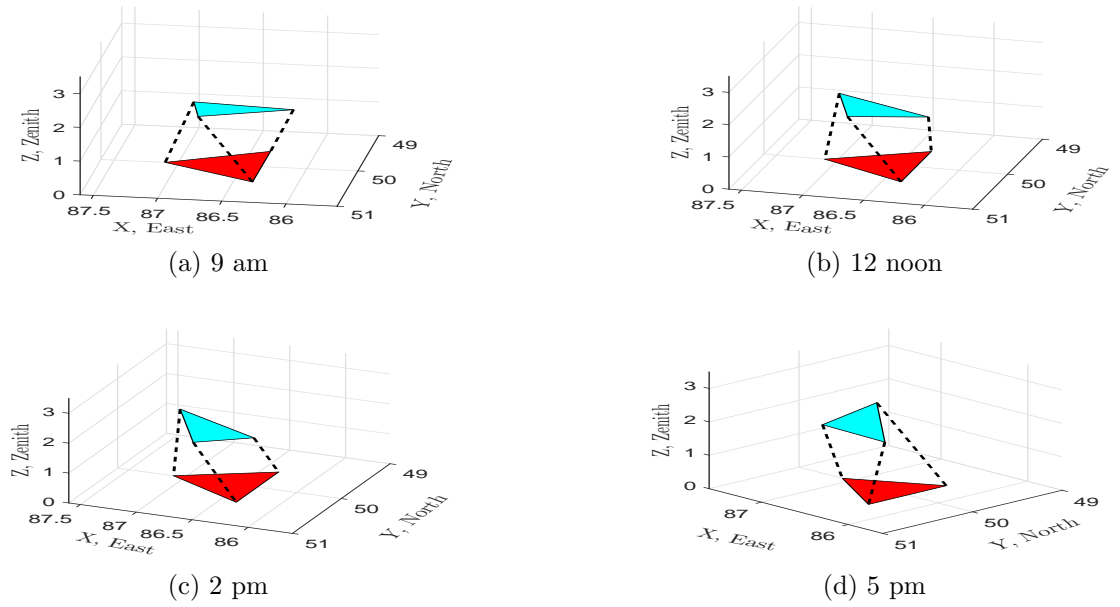 Z, Zenith
3
2
1
0
87.5
87
86.5
86
51
50
49
X, East
Y, North
(a) 9 am
Z, Zenith
3
2
1
0
87.5
87
86.5
86
51
50
49
X, East
Y, North
(b) 12 noon
Z, Zenith
3
2
1
0
87.5
87
86.5
86
51
50
49
X, East
Y, North
(c) 2 pm
Z, Zenith
3
2
1
0
87
86
51
50
49
X, East
Y, North
(d) 5 pm